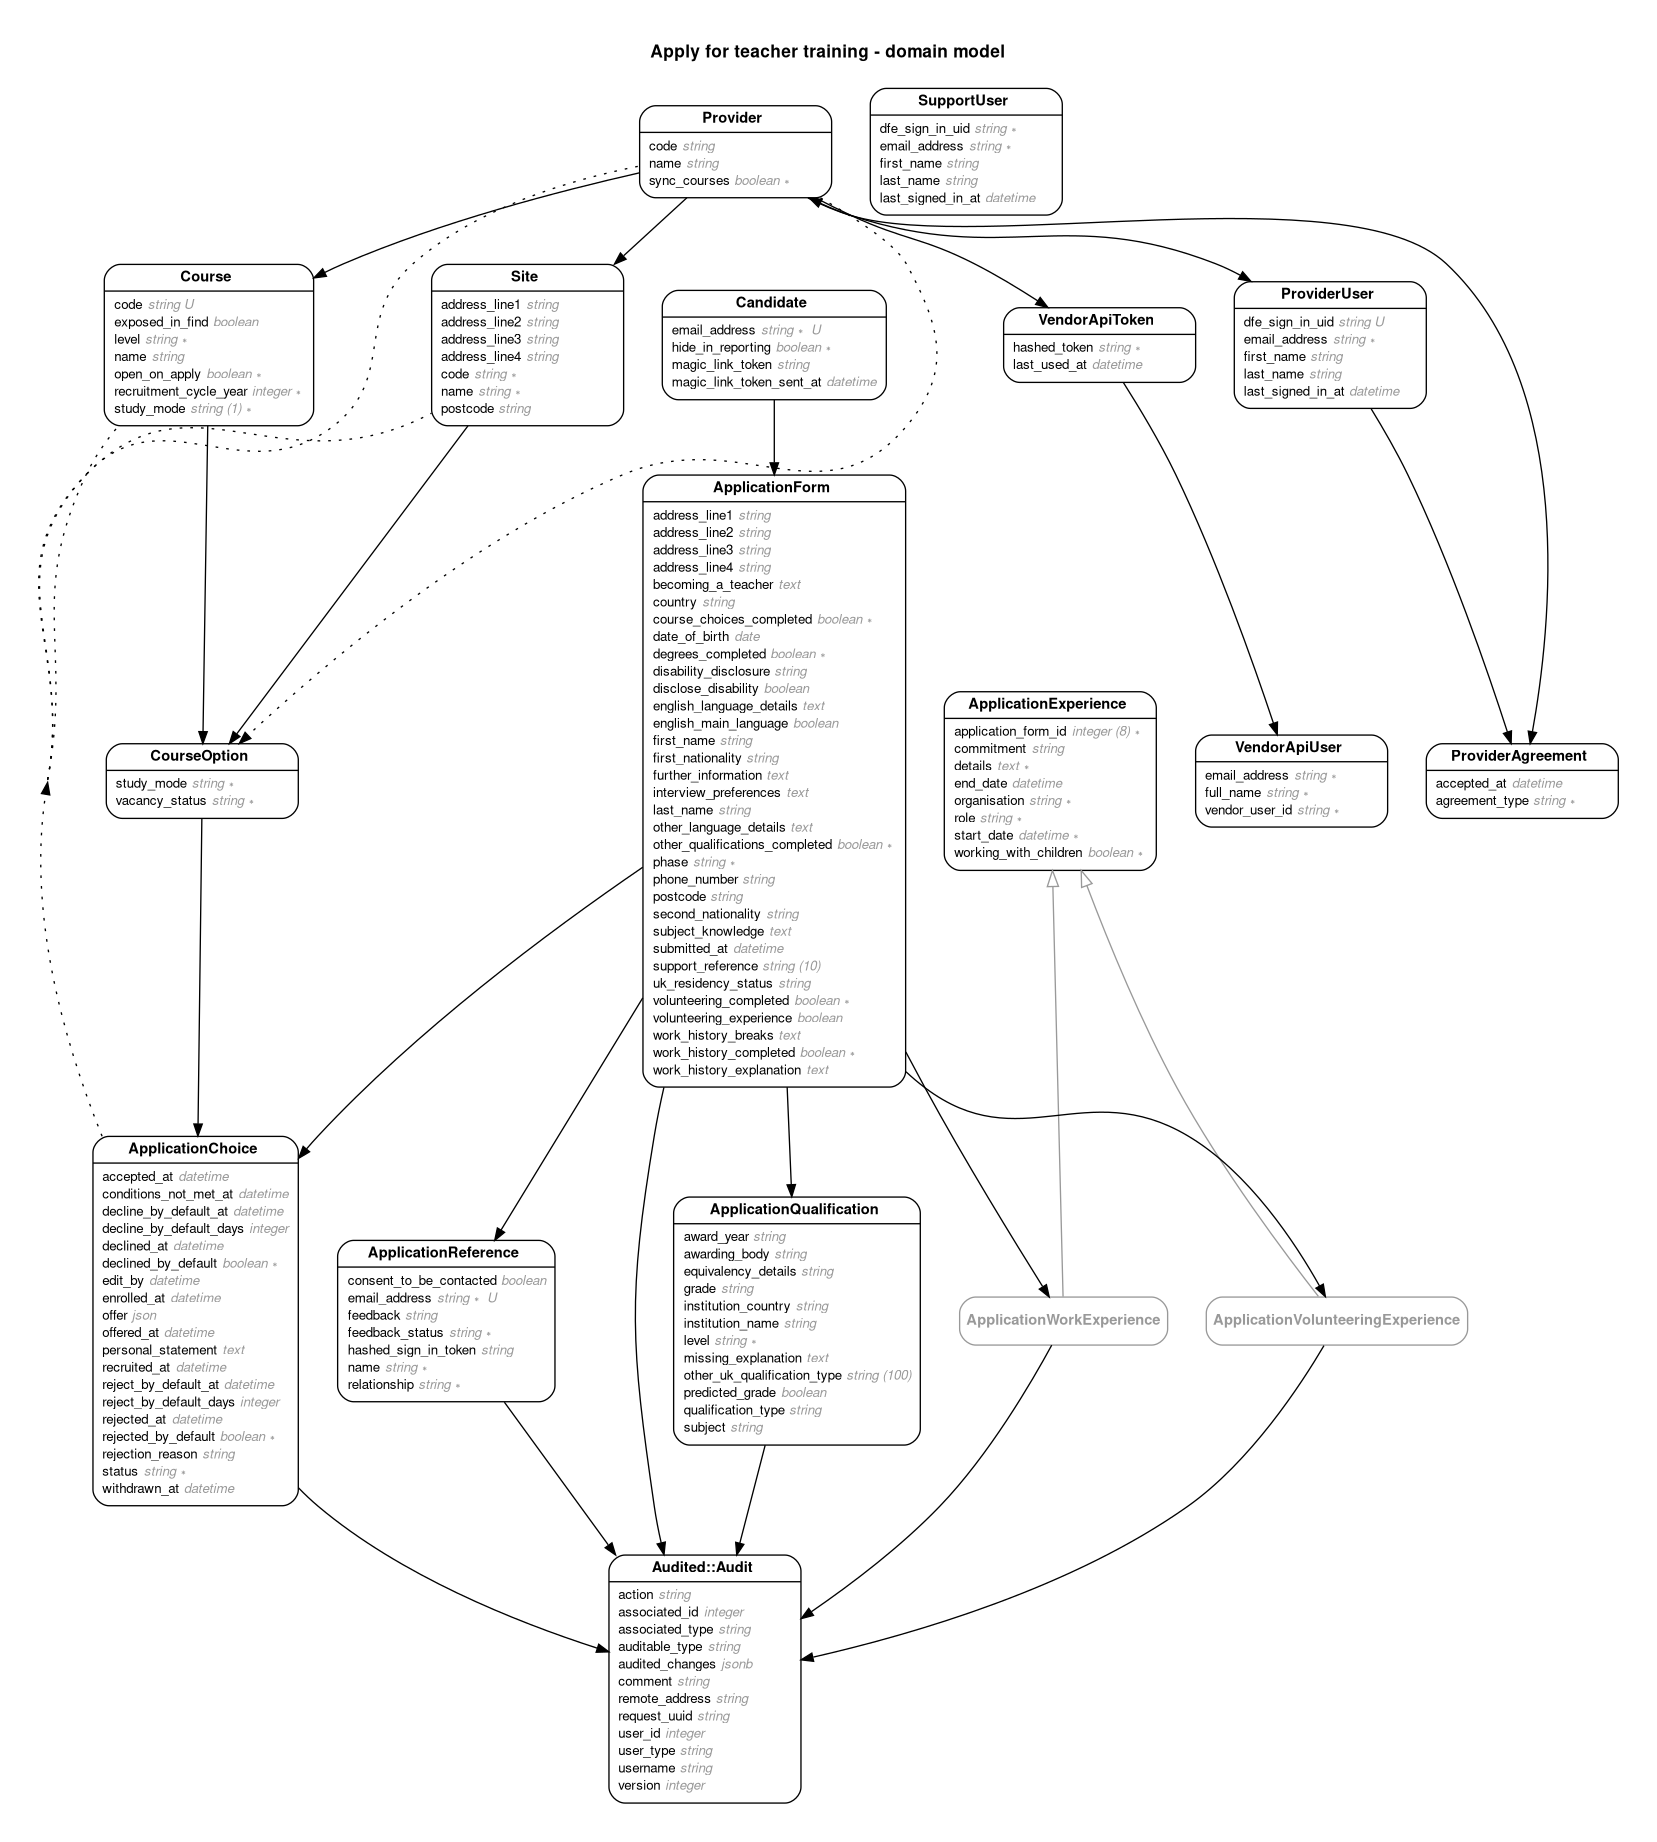 Apply for teacher training - domain model
Provider
code string
name string
sync_courses boolean *
SupportUser
dfe_sign_in_uid string *
email_address string *
first_name string
last_name string
last_signed_in_at datetime
Course
code string U
exposed_in_find boolean
level string *
name string
open_on_apply boolean *
recruitment_cycle_year integer *
study_mode string (1) *
Site
address_line1 string
address_line2 string
address_line3 string
address_line4 string
code string *
name string *
postcode string
Candidate
email_address string * U
hide_in_reporting boolean *
magic_link_token string
magic_link_token_sent_at datetime
VendorApiToken
hashed_token string *
last_used_at datetime
ProviderUser
dfe_sign_in_uid string U
email_address string *
first_name string
last_name string
last_signed_in_at datetime
ApplicationForm
address_line1 string
address_line2 string
address_line3 string
address_line4 string
becoming_a_teacher text
country string
course_choices_completed boolean *
date_of_birth date
degrees_completed boolean *
disability_disclosure string
disclose_disability boolean
english_language_details text
english_main_language boolean
first_name string
first_nationality string
further_information text
interview_preferences text
last_name string
other_language_details text
other_qualifications_completed boolean *
phase string *
phone_number string
postcode string
second_nationality string
subject_knowledge text
submitted_at datetime
support_reference string (10)
uk_residency_status string
volunteering_completed boolean *
volunteering_experience boolean
work_history_breaks text
work_history_completed boolean *
work_history_explanation text
CourseOption
study_mode string *
vacancy_status string *
ApplicationExperience
application_form_id integer (8) *
commitment string
details text *
end_date datetime
organisation string *
role string *
start_date datetime *
working_with_children boolean *
VendorApiUser
email_address string *
full_name string *
vendor_user_id string *
ProviderAgreement
accepted_at datetime
agreement_type string *
ApplicationChoice
accepted_at datetime
conditions_not_met_at datetime
decline_by_default_at datetime
decline_by_default_days integer
declined_at datetime
declined_by_default boolean *
edit_by datetime
enrolled_at datetime
offer json
offered_at datetime
personal_statement text
recruited_at datetime
reject_by_default_at datetime
reject_by_default_days integer
rejected_at datetime
rejected_by_default boolean *
rejection_reason string
status string *
withdrawn_at datetime
ApplicationReference
consent_to_be_contacted boolean
email_address string * U
feedback string
feedback_status string *
hashed_sign_in_token string
name string *
relationship string *
ApplicationQualification
award_year string
awarding_body string
equivalency_details string
grade string
institution_country string
institution_name string
level string *
missing_explanation text
other_uk_qualification_type string (100)
predicted_grade boolean
qualification_type string
subject string
ApplicationWorkExperience
ApplicationVolunteeringExperience
Audited::Audit
action string
associated_id integer
associated_type string
auditable_type string
audited_changes jsonb
comment string
remote_address string
request_uuid string
user_id integer
user_type string
username string
version integer